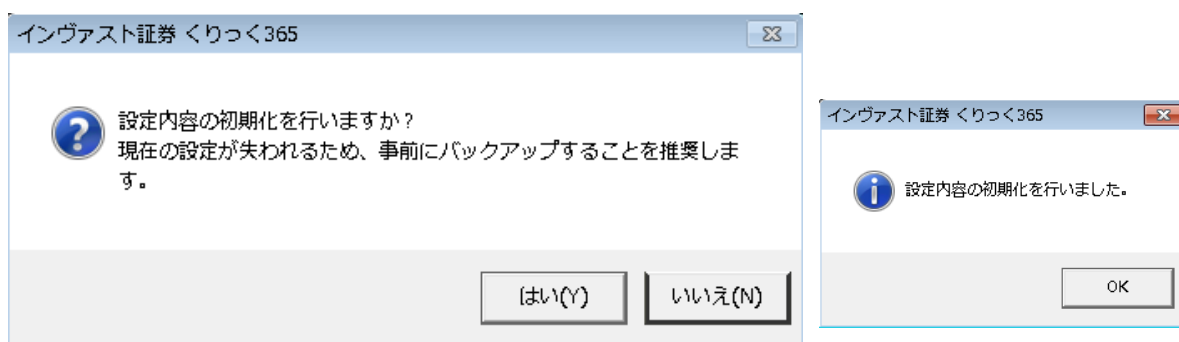 インヴァスト証券 くりっく365
設定内容の初期化を行いますか?
現在の設定が失われるため、事前にバックアップすることを推奨しま
す。
はい(Y)
いいえ(N)
インヴァスト証券 くりっく365
設定内容の初期化を行いました。
OK